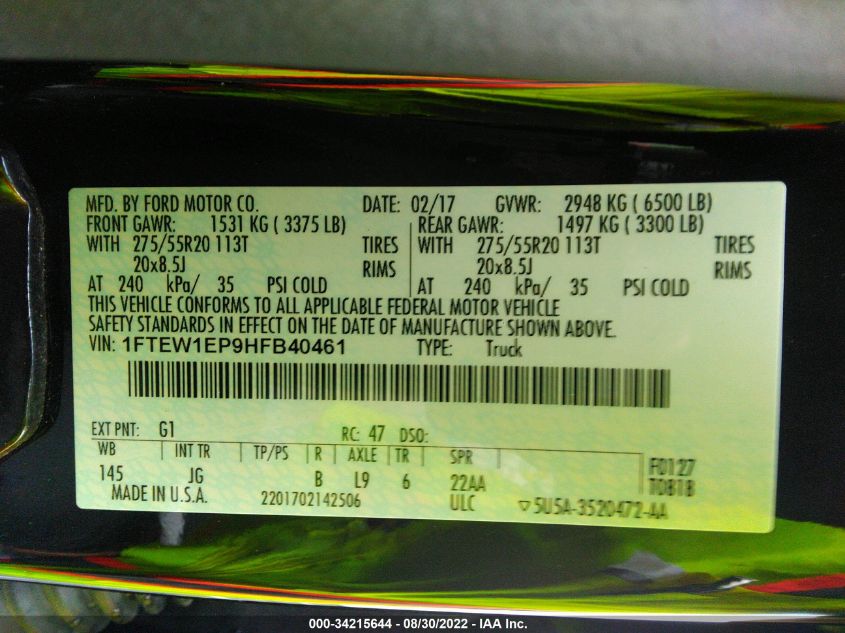 MFD. BY FORD MOTOR CO. DATE: 02/17 GVWR: 2948 KG ( 6500 LB)
FRONT GAWR: 1531 KG ( 3375 LB) REAR GAWR: 1497 KG ( 3300 LB)
WITH 275/55R20 113T TIRES WITH 275/55R20 113T TIRES
20x8.5J RIMS 20x8.5J RIMS
AT 240 kPa/ 35 PSI COLD AT 240 kPa/ 35 PSI COLD
THIS VEHICLE CONFORMS TO ALL APPLICABLE FEDERAL MOTOR VEHICLE
SAFETY STANDARDS IN EFFECT ON THE DATE OF MANUFACTURE SHOWN ABOVE.
VIN: 1FTEW1EP9HFB40461 TYPE: Truck
EXT PNT: G1 RC: 47 DSO:
WB INT TR TP/PS R AXLE TR SPR
145 JG B L9 6 22AA
F0127
T0818
MADE IN U.S.A. 2201702142506 ULC ▽5U5A-3520472-AA
000-34215644 - 08/30/2022 - IAA Inc.